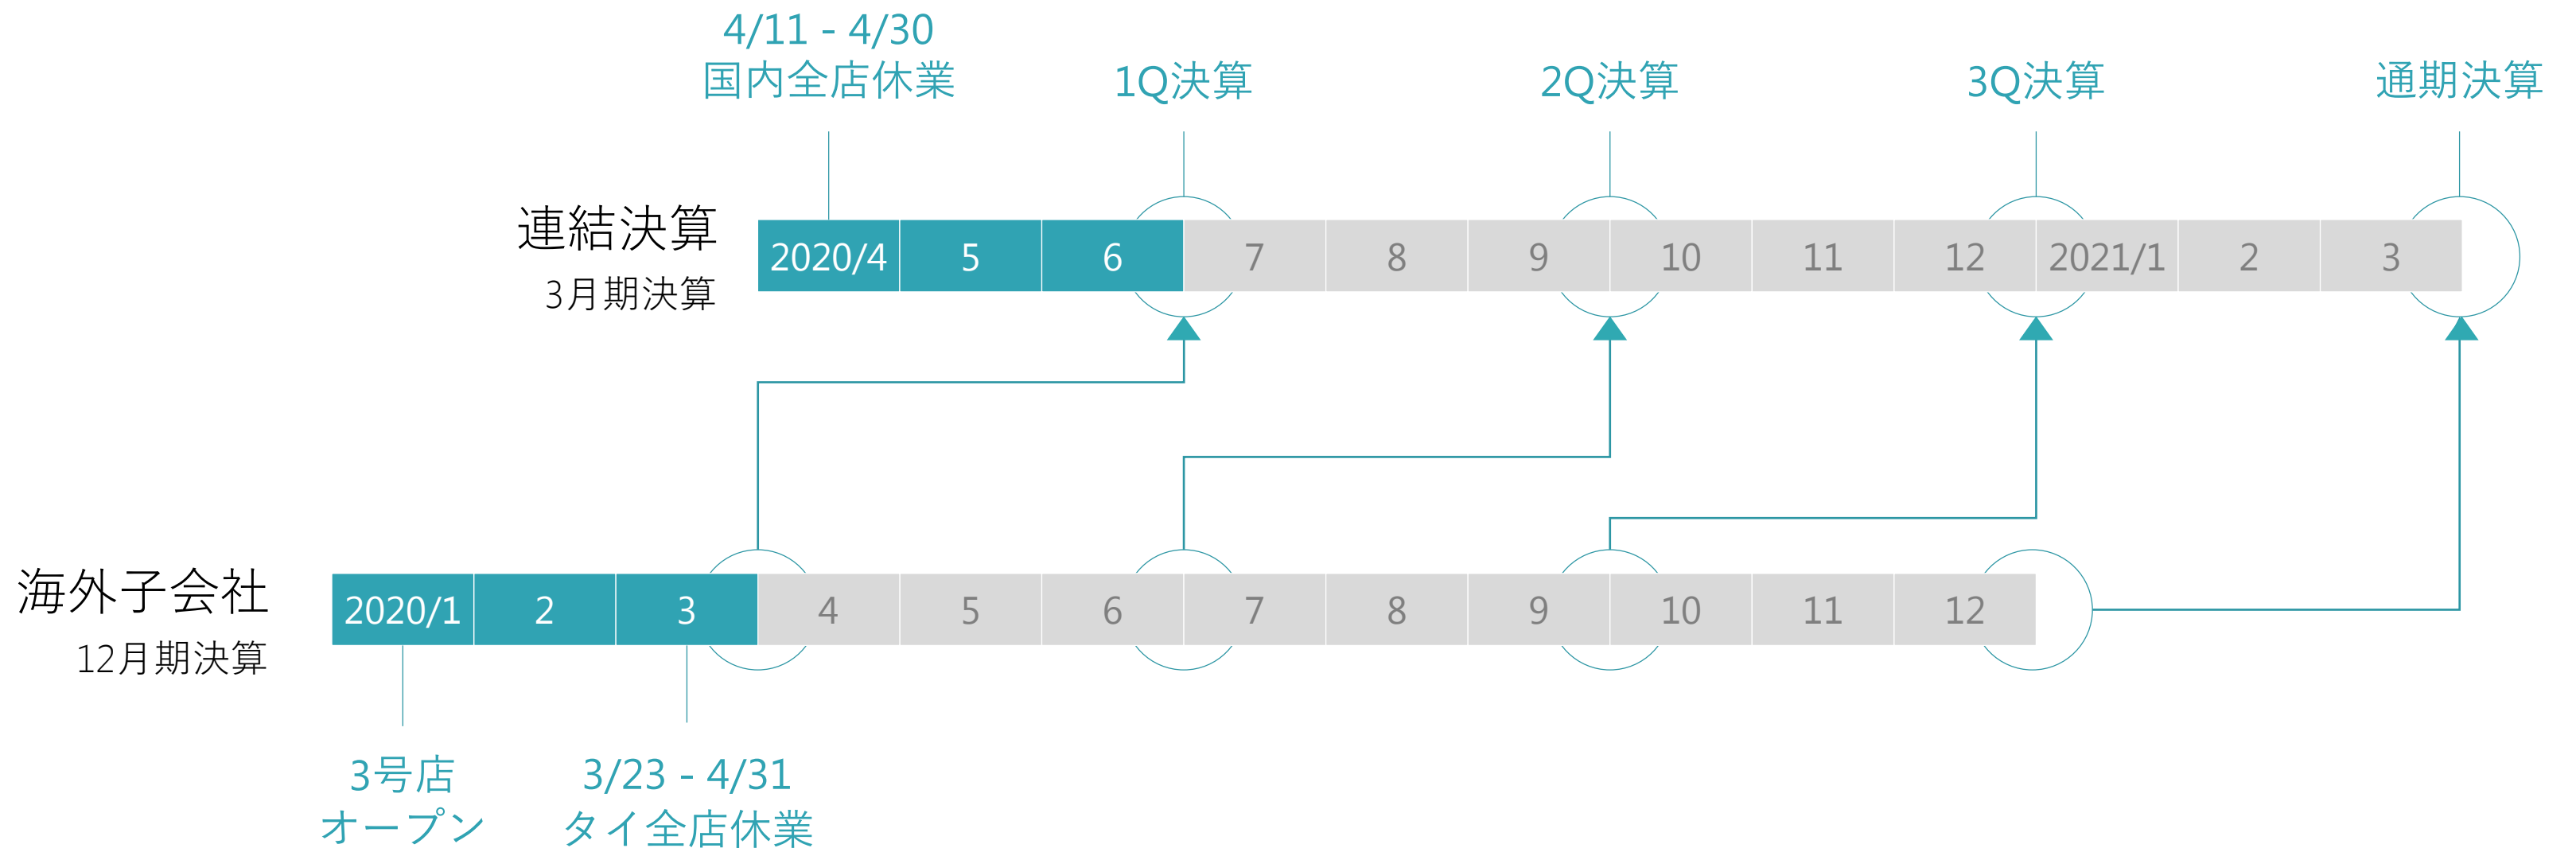 4/11 - 4/30
国内全店休業
1Q決算
2Q決算
3Q決算
通期決算
連結決算
3月期決算
2020/4 5 6 7 8 9 10 11 12 2021/1 2 3
海外子会社
12月期決算
2020/1 2 3 4 5 6 7 8 9 10 11 12
3号店
オープン
3/23 - 4/31
タイ全店休業